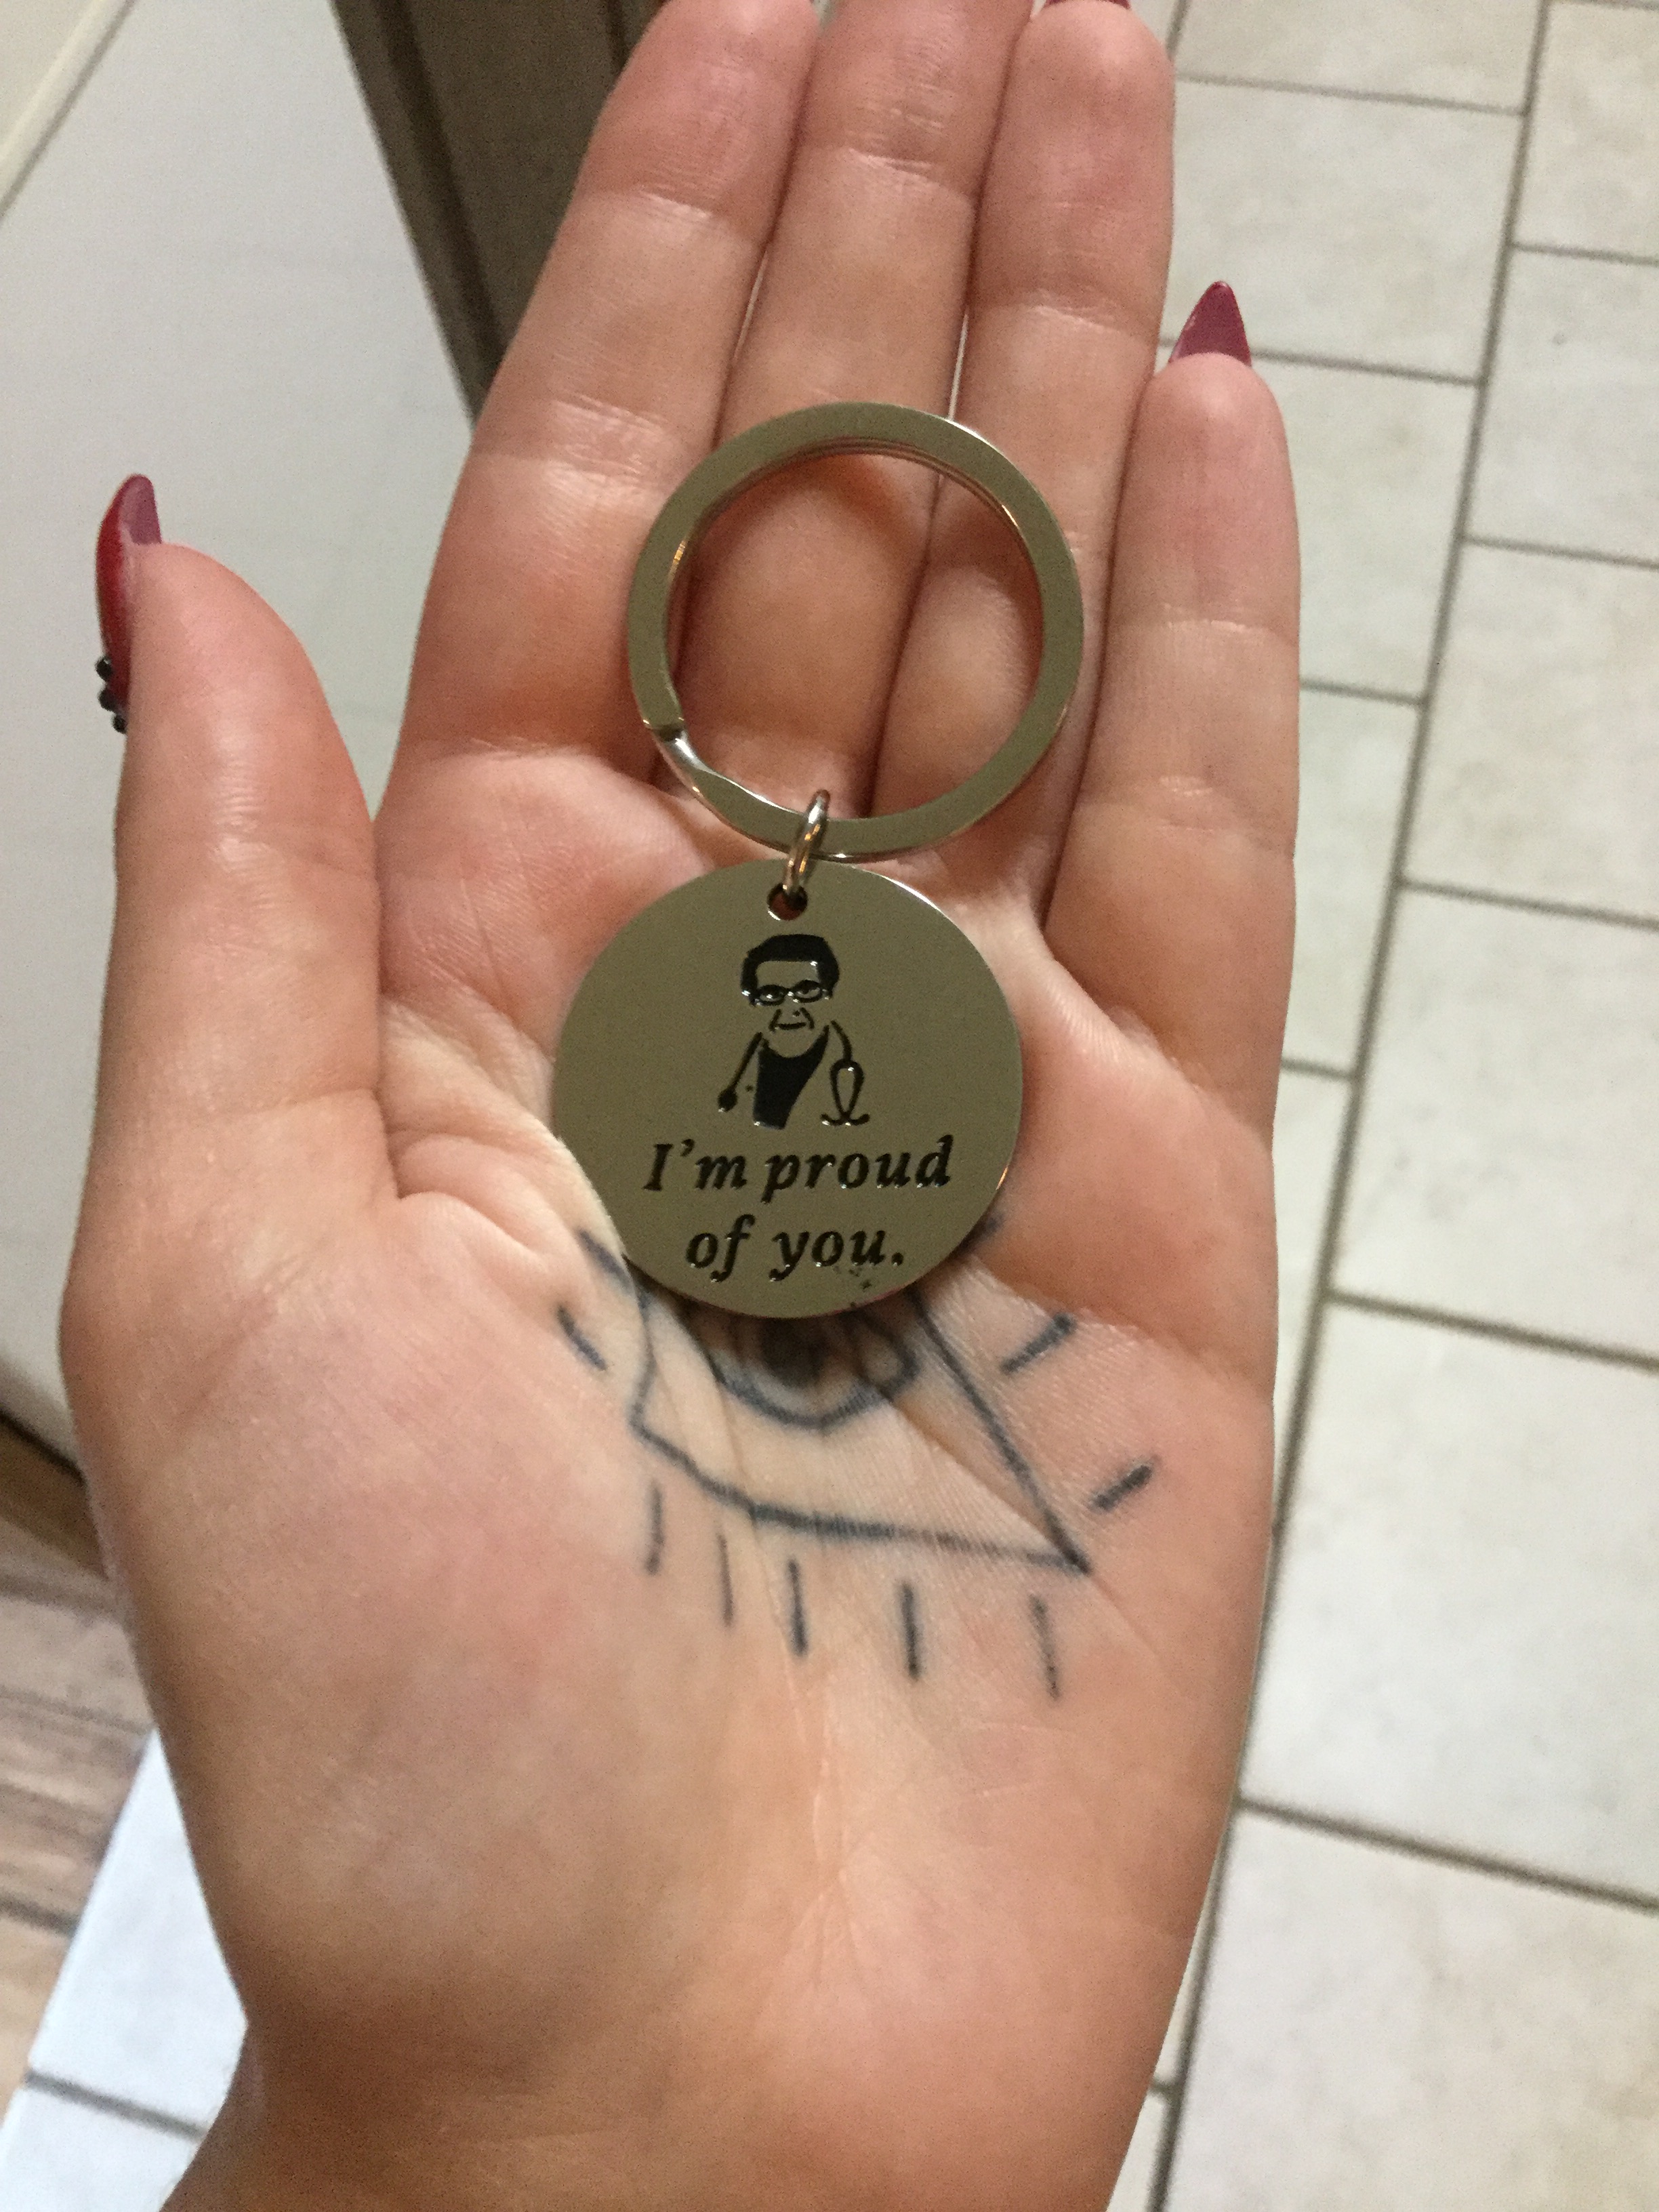 I'm proud
of you.